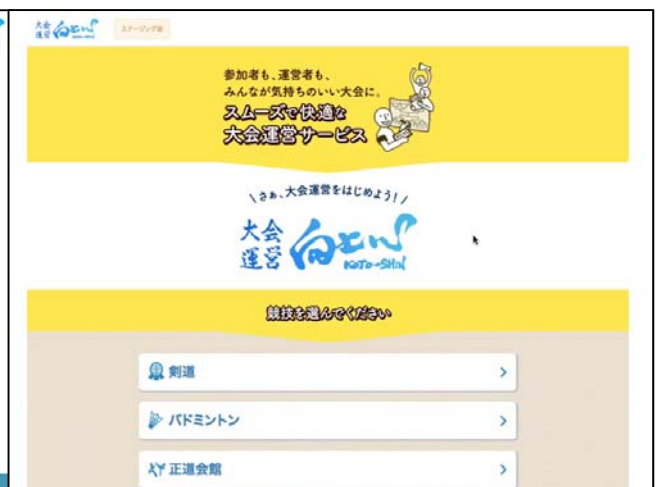 大会
運営
ステージング版
参加者も、運営者も、
みんなが気持ちのいい大会に。
スムーズで快適な
大会運営サービス
\さぁ、大会運営をはじめよう!/
大会
運営
KOTO-SHIN
競技を選んでください
剣道
バドミントン
正道会館